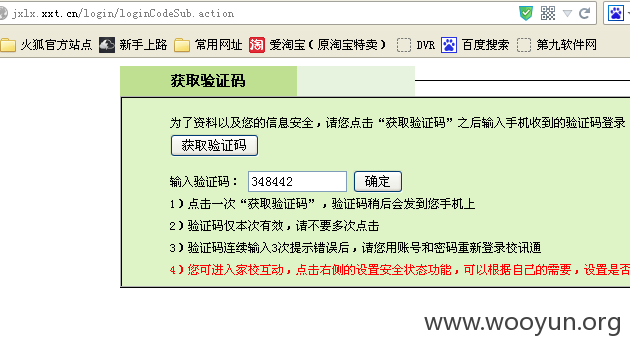 jxlx.xxt.cn/login/loginCodeSub.action
火狐官方站点 新手上路 常用网址 淘 爱淘宝（原淘宝特卖） DVR 百度搜索 第九软件网
获取验证码
为了资料以及您的信息安全，请您点击“获取验证码”之后输入手机收到的验证码登录
获取验证码
输入验证码： 348442 确定
1）点击一次“获取验证码”，验证码稍后会发到您手机上
2）验证码仅本次有效，请不要多次点击
3）验证码连续输入3次提示错误后，请您用账号和密码重新登录校讯通
4）您可进入家校互动，点击右侧的设置安全状态功能，可以根据自己的需要，设置是否
www.wooyun.org